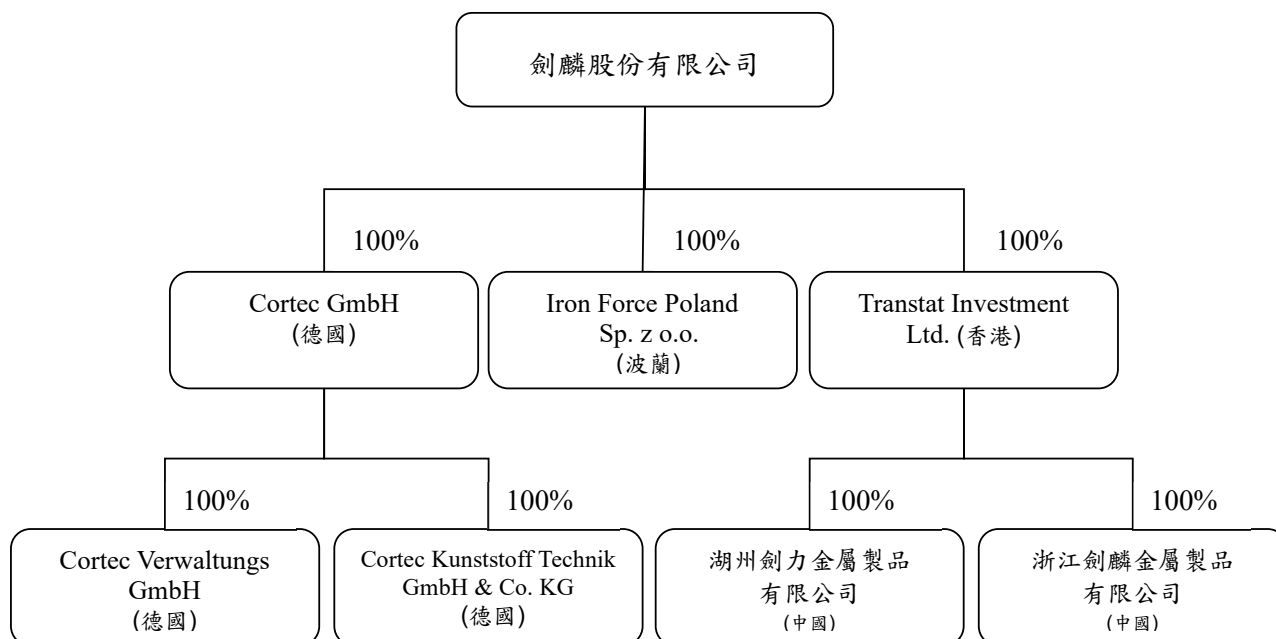 劍麟股份有限公司
100%
100%
100%
Cortec GmbH
(德國)
Iron Force Poland
Sp. z o.o.
(波蘭)
Transtat Investment
Ltd. (香港)
100%
100%
100%
100%
Cortec Verwaltungs
GmbH
(德國)
Cortec Kunststoff Technik
GmbH & Co. KG
(德國)
湖州劍力金屬製品
有限公司
(中國)
浙江劍麟金屬製品
有限公司
(中國)